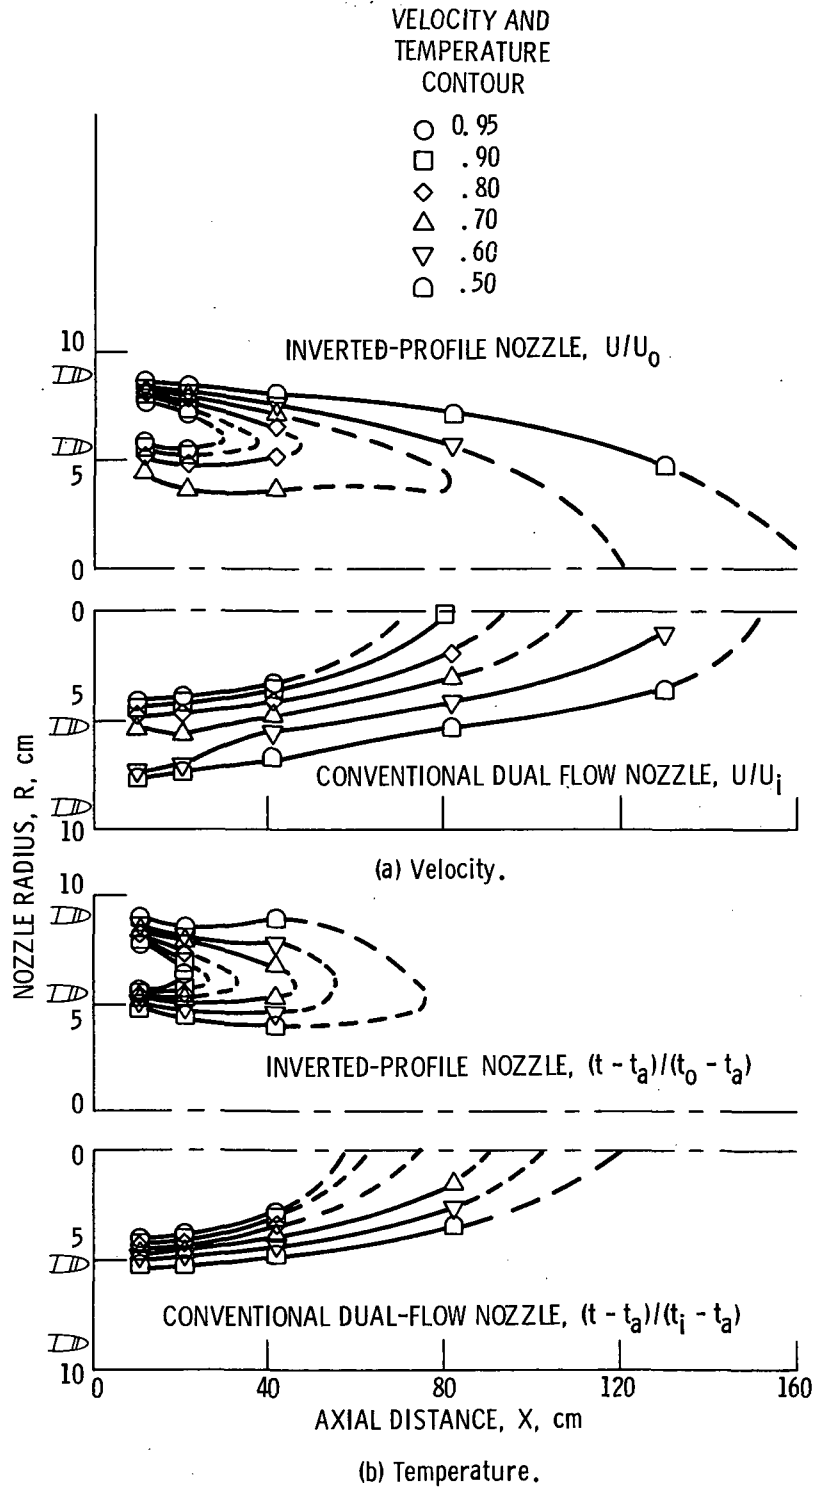 VELOCITY AND
TEMPERATURE
CONTOUR
0.95
.90
.80
.70
.60
.50
10
INVERTED-PROFILE NOZZLE, U/U₀
5
0
0
5
CONVENTIONAL DUAL FLOW NOZZLE, U/Uᵢ
10
(a) Velocity.
NOZZLE RADIUS, R, cm
10
5
INVERTED-PROFILE NOZZLE, (t - tₐ)/(t₀ - tₐ)
0
0
5
CONVENTIONAL DUAL-FLOW NOZZLE, (t - tₐ)/(tᵢ - tₐ)
10
0 40 80 120 160
AXIAL DISTANCE, X, cm
(b) Temperature.